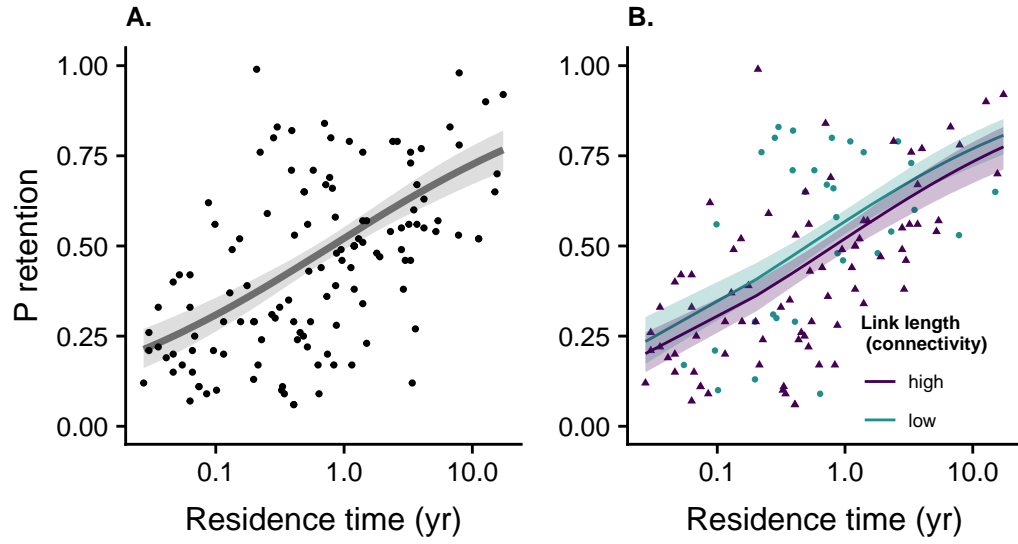 A.
B.
P retention
1.00
0.75
0.50
0.25
0.00
0.1
1.0
10.0
Residence time (yr)
1.00
0.75
0.50
0.25
0.00
Link length
(connectivity)
high
low
0.1
1.0
10.0
Residence time (yr)